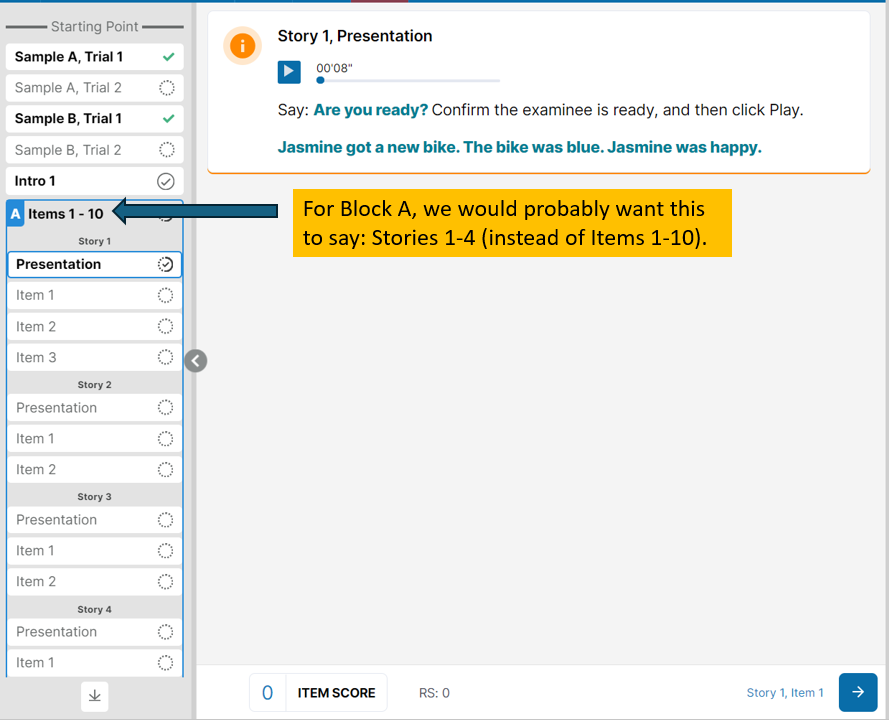 Starting Point
Sample A, Trial 1
Sample A, Trial 2
Sample B, Trial 1
Sample B, Trial 2
Intro 1
A Items 1 - 10
Story 1
Presentation
Item 1
Item 2
Item 3
Story 2
Presentation
Item 1
Item 2
Story 3
Presentation
Item 1
Item 2
Story 4
Presentation
Item 1
Story 1, Presentation
00'08"
Say: Are you ready? Confirm the examinee is ready, and then click Play.
Jasmine got a new bike. The bike was blue. Jasmine was happy.
For Block A, we would probably want this
to say: Stories 1-4 (instead of Items 1-10).
0 ITEM SCORE RS: 0 Story 1, Item 1